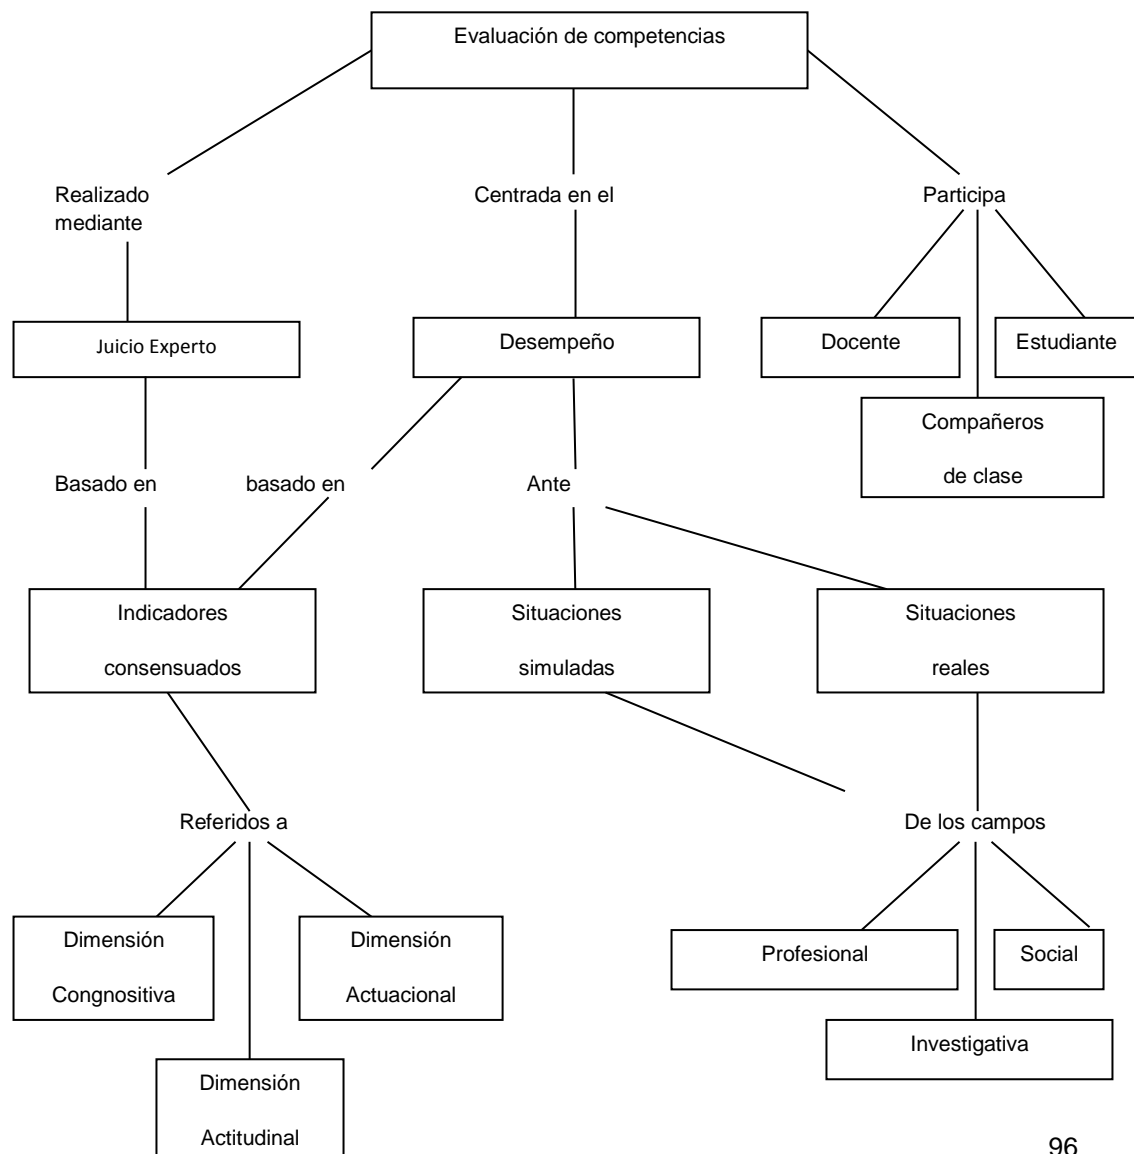 Evaluación de competencias
Realizado
mediante
Centrada en el
Participa
Juicio Experto
Desempeño
Docente
Estudiante
Compañeros
de clase
Basado en
basado en
Ante
Indicadores
consensuados
Situaciones
simuladas
Situaciones
reales
Referidos a
De los campos
Dimensión
Congnositiva
Dimensión
Actuacional
Profesional
Social
Investigativa
Dimensión
Actitudinal
96